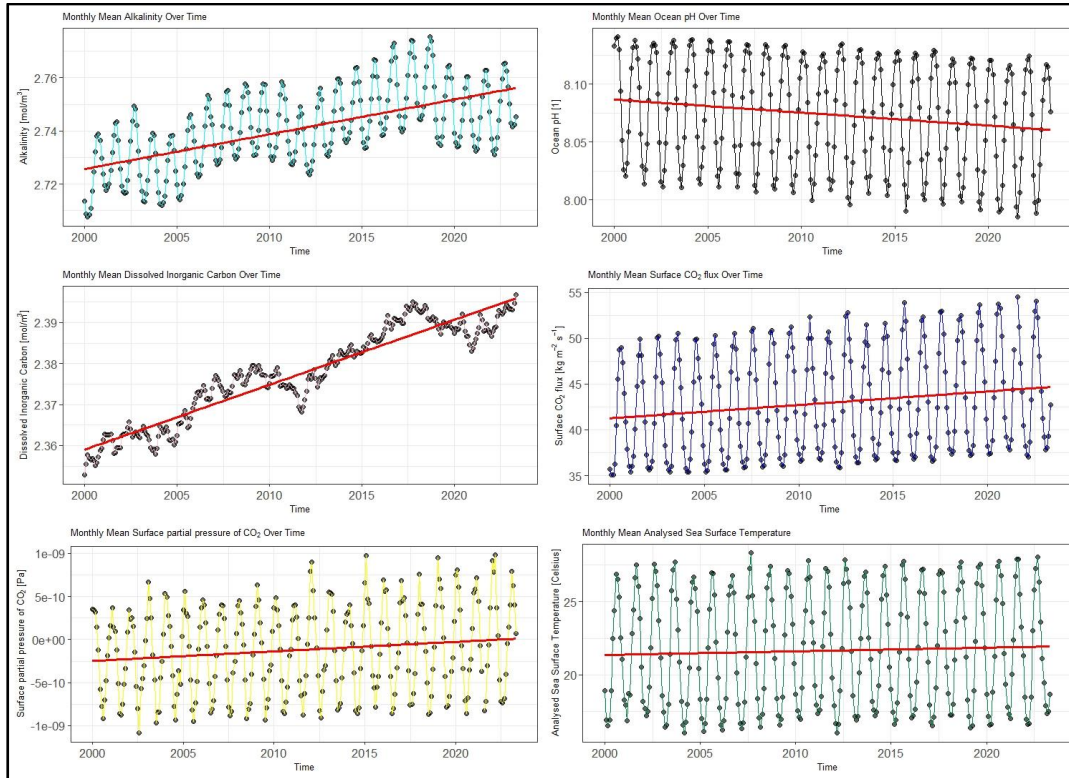 Monthly Mean Alkalinity Over Time
Alkalinity [mol/m³]
2.76
2.74
2.72
2000 2005 2010 2015 2020
Time
Monthly Mean Ocean pH Over Time
Ocean pH [1]
8.10
8.05
8.00
2000 2005 2010 2015 2020
Time
Monthly Mean Dissolved Inorganic Carbon Over Time
Dissolved Inorganic Carbon [mol/m³]
2.39
2.38
2.37
2.36
2000 2005 2010 2015 2020
Time
Monthly Mean Surface CO₂ flux Over Time
Surface CO₂ flux [kg m⁻² s⁻¹]
55
50
45
40
35
2000 2005 2010 2015 2020
Time
Monthly Mean Surface partial pressure of CO₂ Over Time
Surface partial pressure of CO₂ [Pa]
1e-09
5e-10
0e+00
-5e-10
-1e-09
2000 2005 2010 2015 2020
Time
Monthly Mean Analysed Sea Surface Temperature
Analysed Sea Surface Temperature [Celsius]
25
20
2000 2005 2010 2015 2020
Time